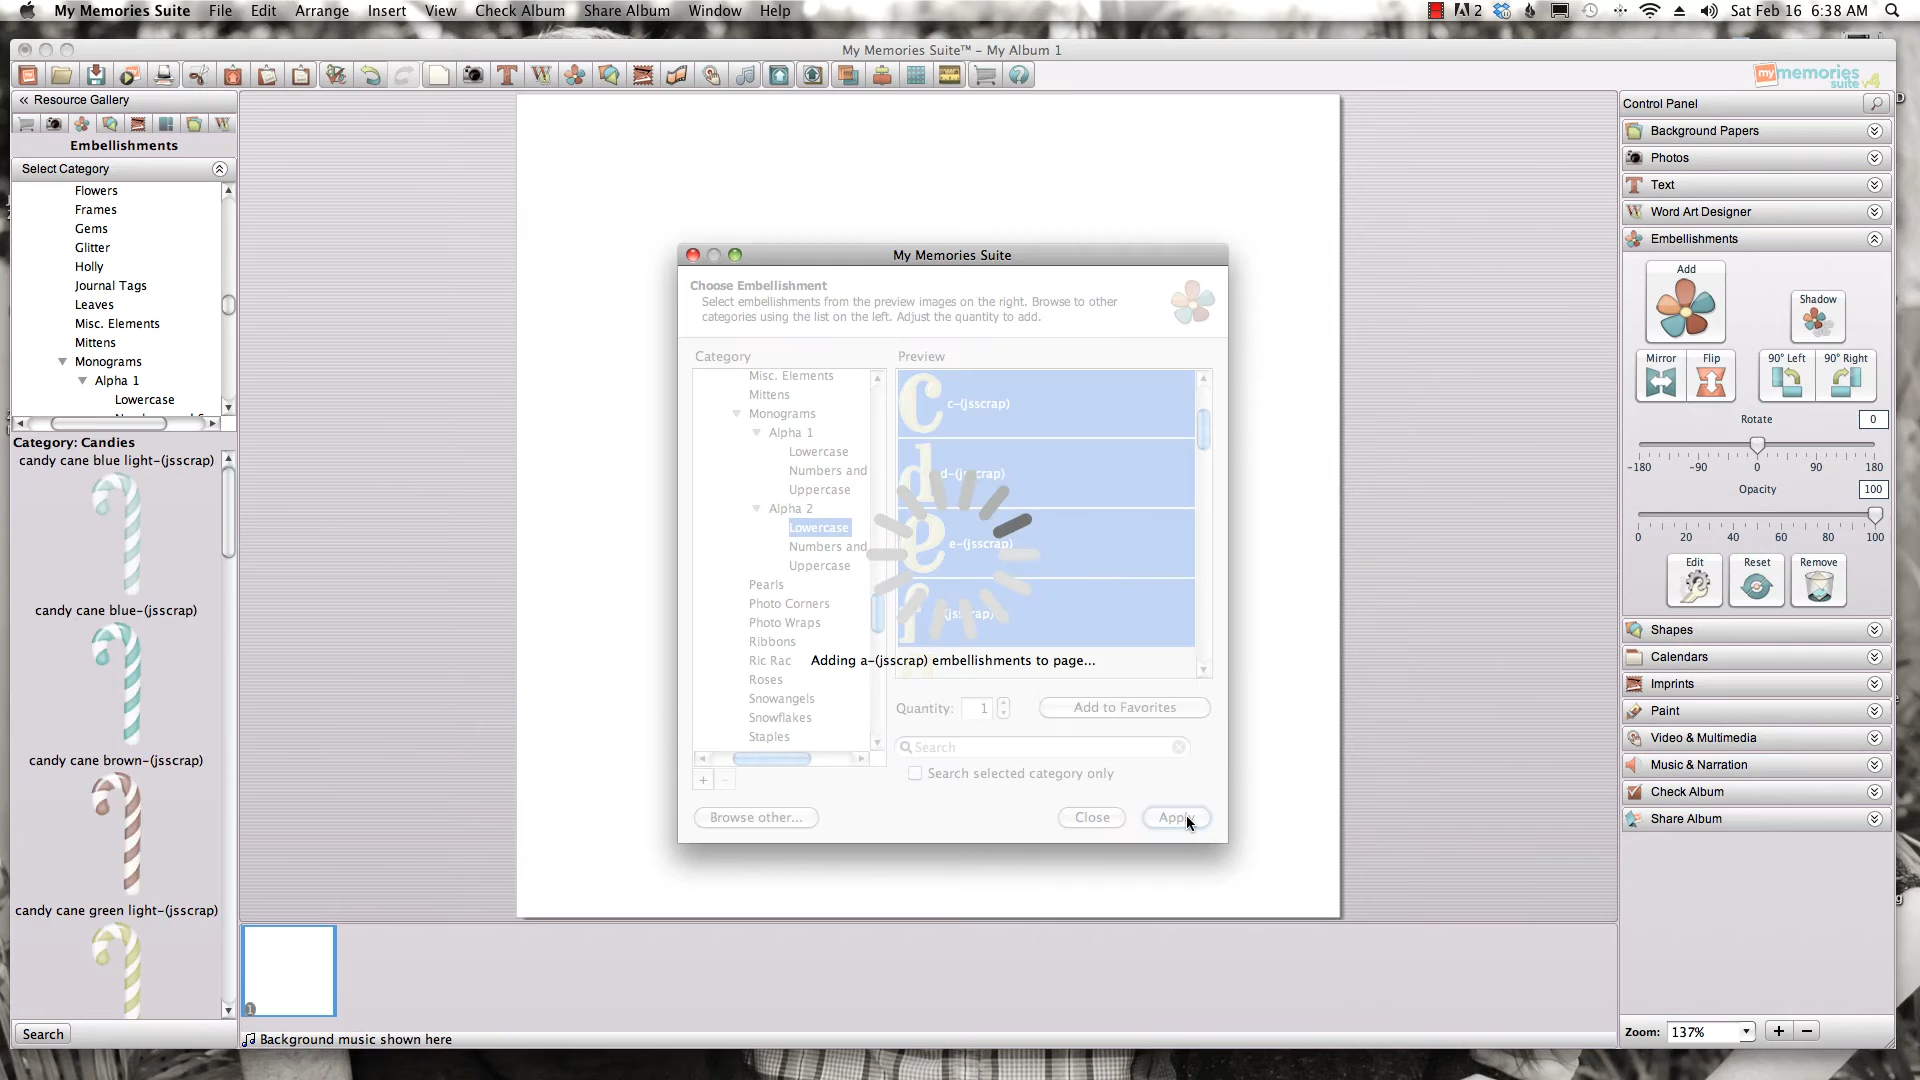 My Memories Suite File Edit Arrange Insert View Check Album Share Album Window Help
2 Sat Feb 16 6:38 AM
My Memories Suite™ - My Album 1
my memories suite v4
« Resource Gallery
Embellishments
Select Category
Flowers
Frames
Gems
Glitter
Holly
Journal Tags
Leaves
Misc. Elements
Mittens
Monograms
Alpha 1
Lowercase
Category: Candies
candy cane blue light-(jsscrap)
candy cane blue-(jsscrap)
candy cane brown-(jsscrap)
candy cane green light-(jsscrap)
Search
My Memories Suite
Choose Embellishment
Select embellishments from the preview images on the right. Browse to other
categories using the list on the left. Adjust the quantity to add.
Category
Misc. Elements
Mittens
Monograms
Alpha 1
Lowercase
Numbers and
Uppercase
Alpha 2
Lowercase
Numbers and
Uppercase
Pearls
Photo Corners
Photo Wraps
Ribbons
Ric Rac
Roses
Snowangels
Snowflakes
Staples
Preview
c c-(jsscrap)
d d-(jsscrap)
e e-(jsscrap)
f (jsscrap)
Adding a-(jsscrap) embellishments to page...
Quantity: 1 Add to Favorites
Search
Search selected category only
Browse other... Close Apply
1
Background music shown here
Control Panel
Background Papers
Photos
Text
Word Art Designer
Embellishments
Add
Shadow
Mirror Flip 90° Left 90° Right
Rotate 0
-180 -90 0 90 180
Opacity 100
0 20 40 60 80 100
Edit Reset Remove
Shapes
Calendars
Imprints
Paint
Video & Multimedia
Music & Narration
Check Album
Share Album
Zoom: 137% + −